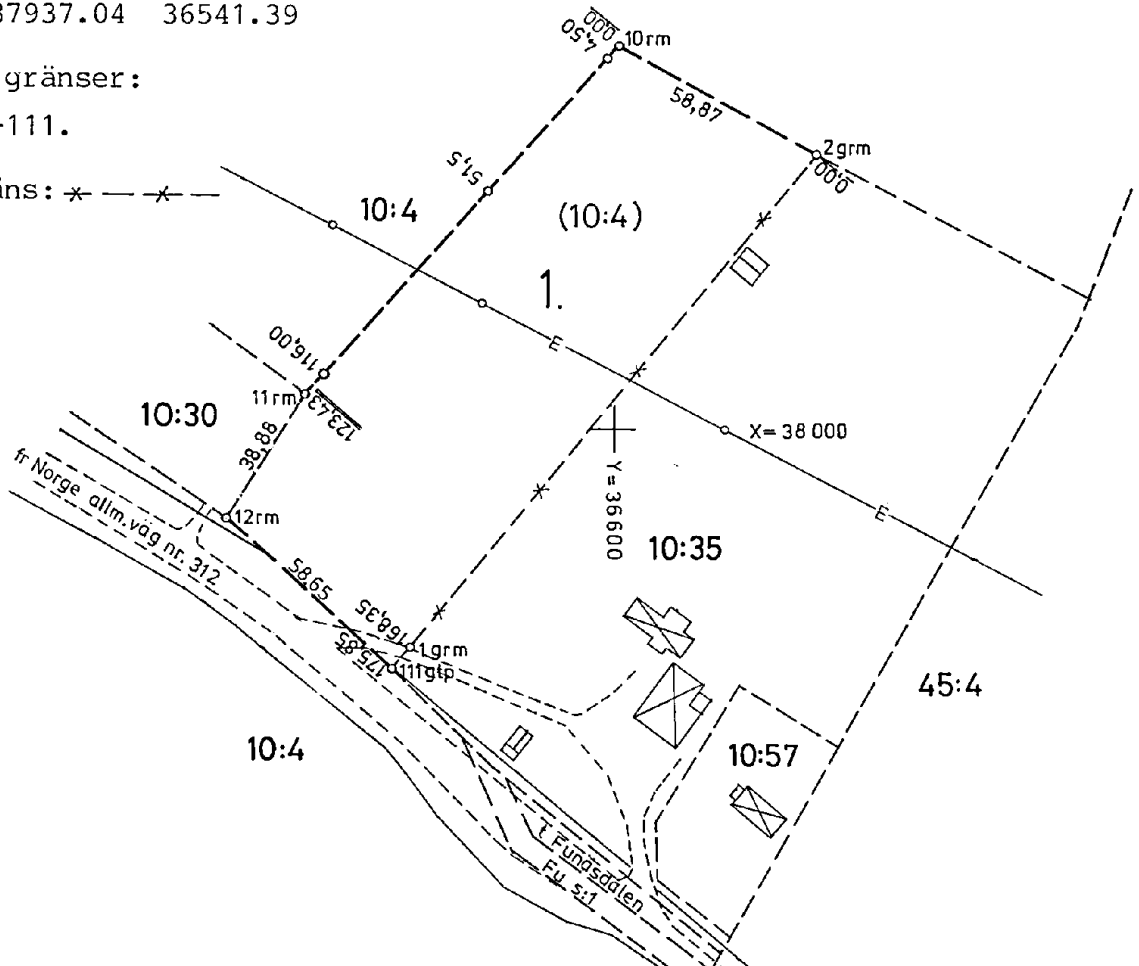 37937.04 36541.39
gränser:
-111.
ns: * — — * —
0,00
10rm
4,50
58,87
2grm
0,00
51,5
10:4
(10:4)
1.
E
116,00
11rm
123,43
10:30
38,88
X= 38 000
Y= 36600
fr Norge allm. väg nr. 312
12rm
E
10:35
58,65
168,35
1grm
175,85
111gtp
45:4
10:4
10:57
t Funäsdalen
Fu s:1